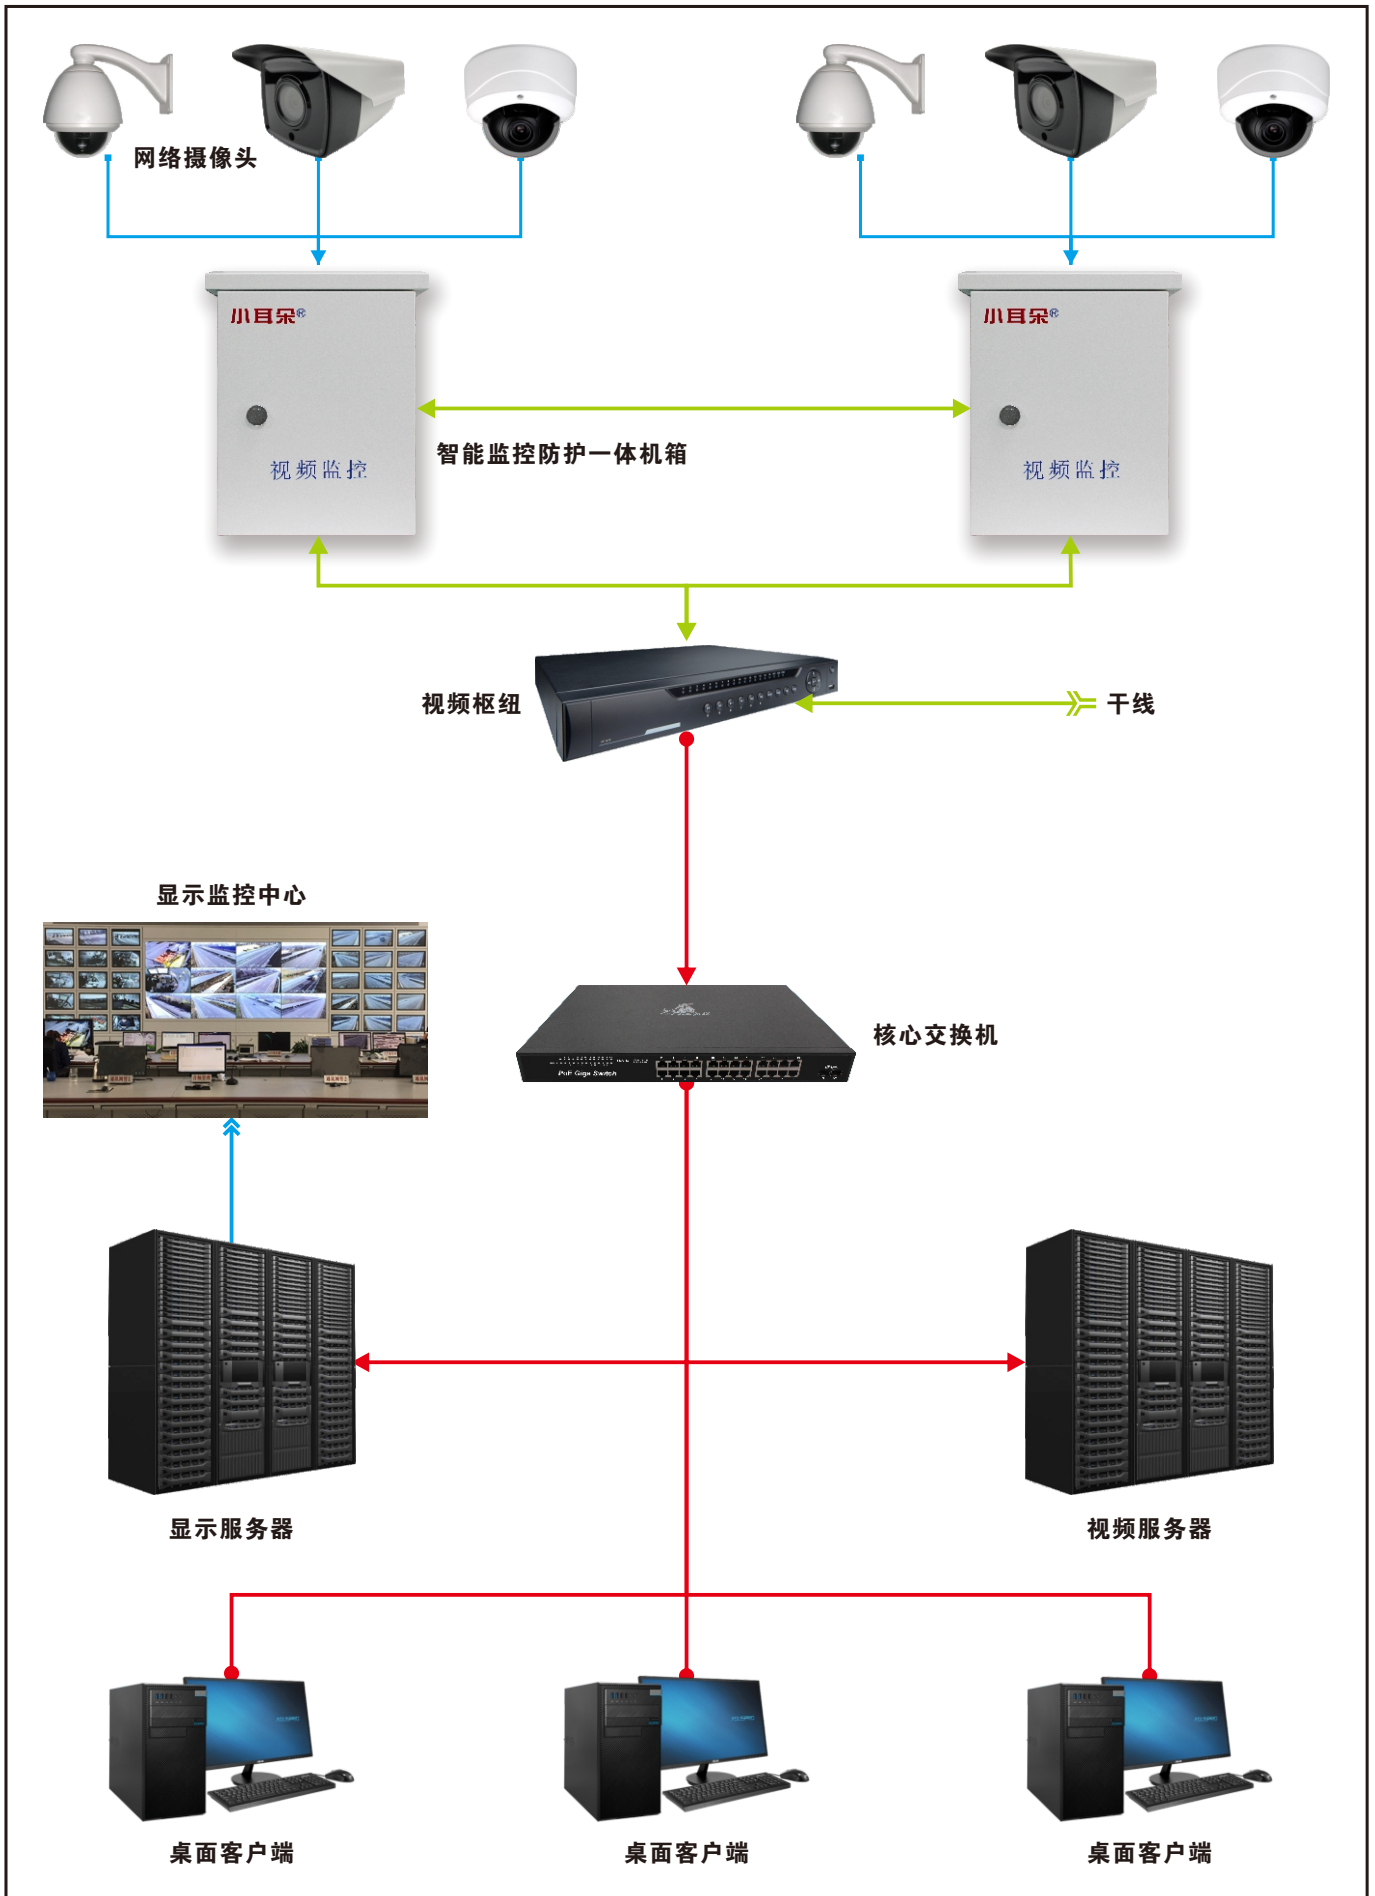 网络摄像头
小耳朵®
小耳朵®
智能监控防护一体机箱
视频监控
视频监控
视频枢纽
干线
显示监控中心
核心交换机
PoE Giga Switch
显示服务器
视频服务器
桌面客户端
桌面客户端
桌面客户端